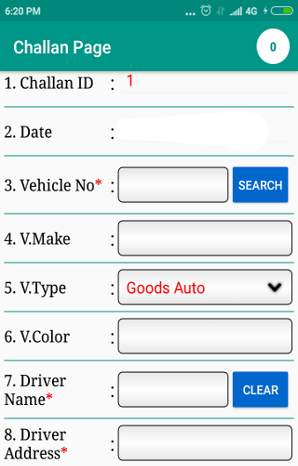 6:20 PM ... 4G
Challan Page 0
1. Challan ID : 1
2. Date :
3. Vehicle No* : SEARCH
4. V.Make :
5. V.Type : Goods Auto
6. V.Color :
7. Driver
Name* : CLEAR
8. Driver
Address* :